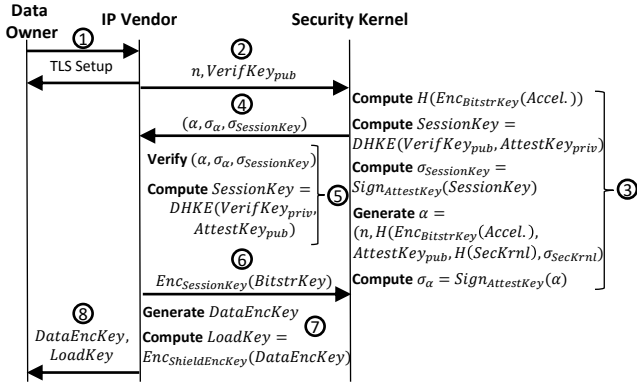 Data Owner
IP Vendor
Security Kernel
①
TLS Setup
②
n, VerifKey_pub
Compute H(Enc_BitstrKey(Accel.))
Compute SessionKey =
DHKE(VerifKey_pub, AttestKey_priv)
Compute σ_SessionKey =
Sign_AttestKey(SessionKey)
Generate α =
(n, H(Enc_BitstrKey(Accel.),
AttestKey_pub, H(SecKrnl), σ_SecKrnl)
Compute σ_α = Sign_AttestKey(α)
③
④
(α, σ_α, σ_SessionKey)
Verify (α, σ_α, σ_SessionKey)
Compute SessionKey =
DHKE(VerifKey_priv,
AttestKey_pub)
⑤
⑥
Enc_SessionKey(BitstrKey)
Generate DataEncKey
Compute LoadKey =
Enc_ShieldEncKey(DataEncKey)
⑦
⑧
DataEncKey,
LoadKey